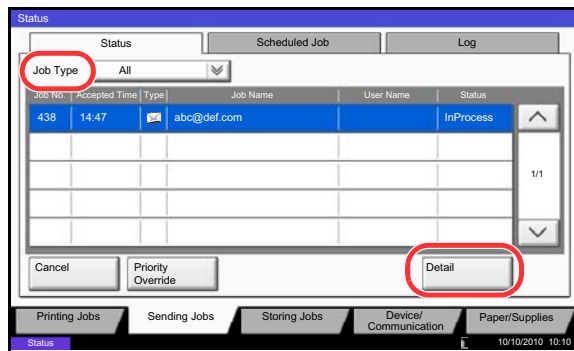 Status
Status Scheduled Job Log
Job Type All
Job No. Accepted Time Type Job Name User Name Status
438 14:47 abc@def.com InProcess
1/1
Cancel Priority Override Detail
Printing Jobs Sending Jobs Storing Jobs Device/ Communication Paper/Supplies
Status 10/10/2010 10:10